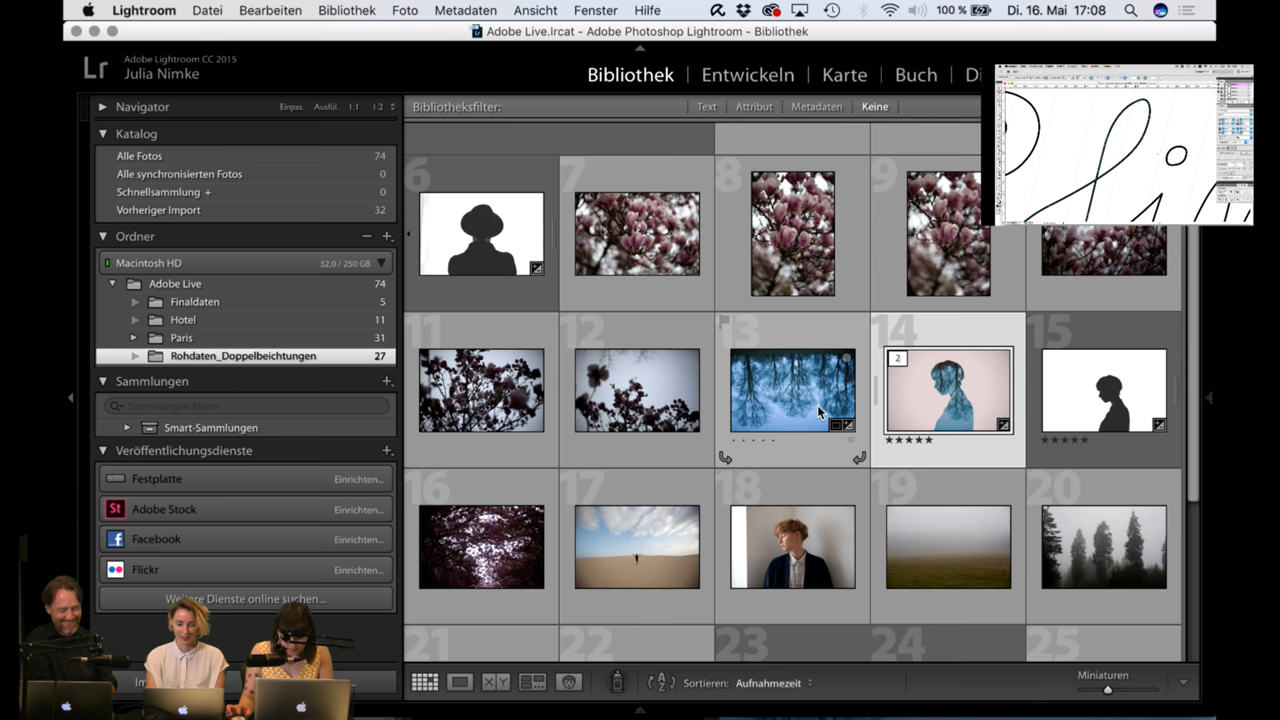 Lightroom Datei Bearbeiten Bibliothek Foto Metadaten Ansicht Fenster Hilfe 100 % Di. 16. Mai 17:08
Adobe Live.lrcat - Adobe Photoshop Lightroom - Bibliothek
Lr Adobe Lightroom CC 2015
Julia Nimke
Bibliothek | Entwickeln | Karte | Buch | Di
Navigator Einpas. Ausfül. 1:1 1:2
Bibliotheksfilter: Text Attribut Metadaten Keine
Katalog
Alle Fotos 74
Alle synchronisierten Fotos 0
Schnellsammlung + 0
Vorheriger Import 32
Ordner
Macintosh HD 32,0 / 250 GB
Adobe Live 74
Finaldaten 5
Hotel 11
Paris 31
Rohdaten_Doppelbeichtungen 27
Sammlungen
Sammlungen filtern
Smart-Sammlungen
Veröffentlichungsdienste
Festplatte Einrichten...
St Adobe Stock Einrichten...
Facebook Einrichten...
Flickr Einrichten...
Weitere Dienste online suchen...
6 7 8 9
11 12 13 14 15
2
16 17 18 19 20
21 22 23 24 25
XY
Sortieren: Aufnahmezeit
Miniaturen